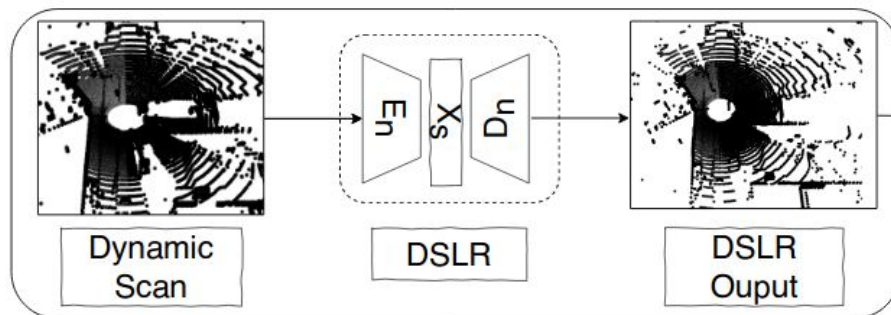 En
Xs
Dn
Dynamic
Scan
DSLR
DSLR
Ouput